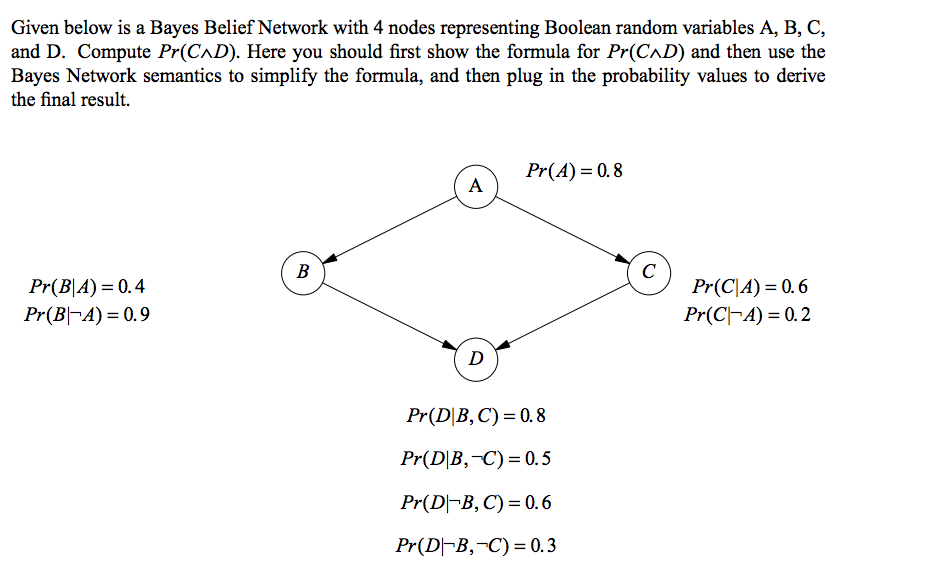 Given below is a Bayes Belief Network with 4 nodes representing Boolean random variables A, B, C,
and D. Compute Pr(C∧D). Here you should first show the formula for Pr(C∧D) and then use the
Bayes Network semantics to simplify the formula, and then plug in the probability values to derive
the final result.
Pr(A) = 0.8
A
B
C
Pr(B|A) = 0.4
Pr(B|¬A) = 0.9
Pr(C|A) = 0.6
Pr(C|¬A) = 0.2
D
Pr(D|B,C) = 0.8
Pr(D|B,¬C) = 0.5
Pr(D|¬B,C) = 0.6
Pr(D|¬B,¬C) = 0.3